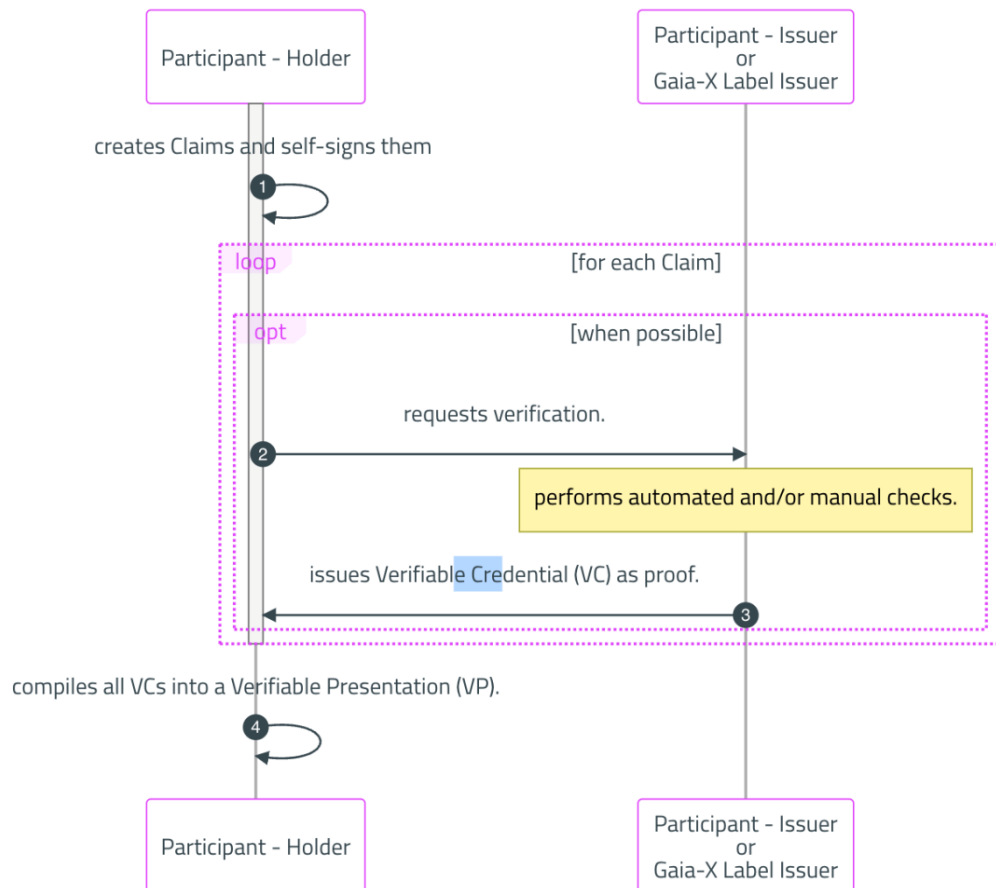 Participant - Holder
Participant - Issuer
or
Gaia-X Label Issuer
creates Claims and self-signs them
1
loop
[for each Claim]
opt
[when possible]
requests verification.
2
performs automated and/or manual checks.
issues Verifiable Credential (VC) as proof.
3
compiles all VCs into a Verifiable Presentation (VP).
4
Participant - Holder
Participant - Issuer
or
Gaia-X Label Issuer